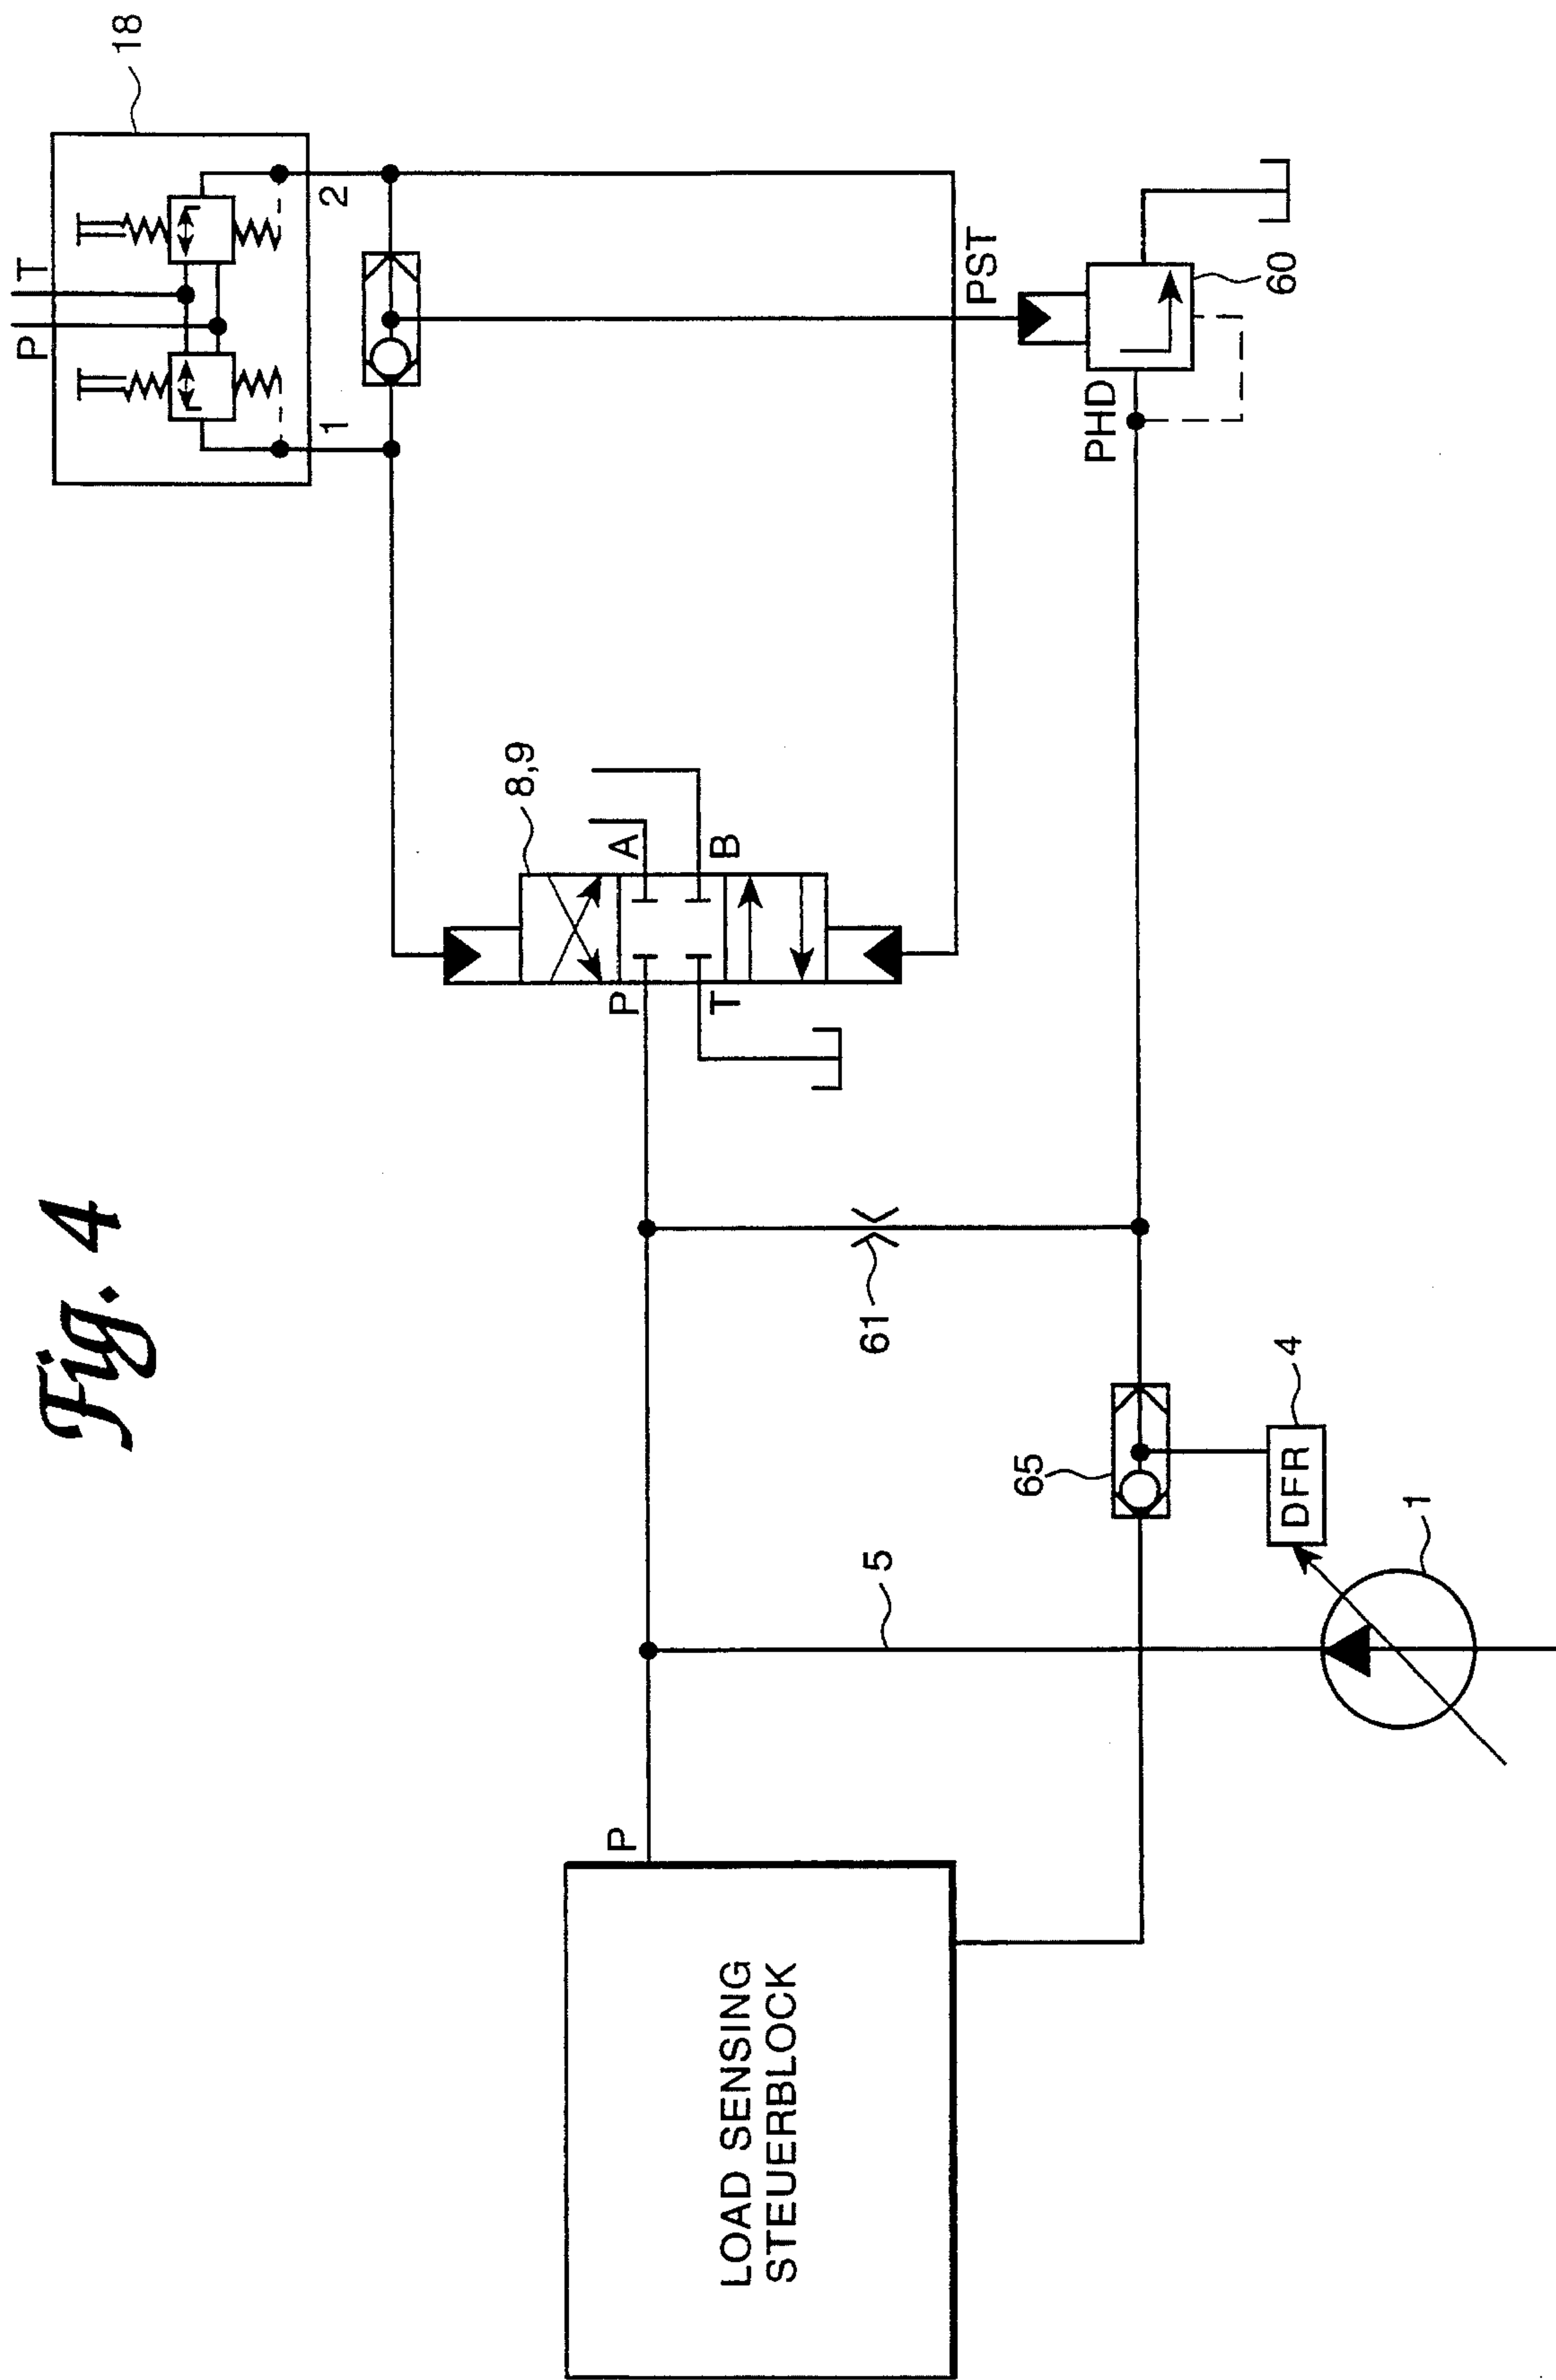 Fig. 4
18
P
T
1
2
8,9
A
B
P
T
PST
PHD
60
61
65
4
DFR
5
1
P
LOAD SENSING
STEUERBLOCK